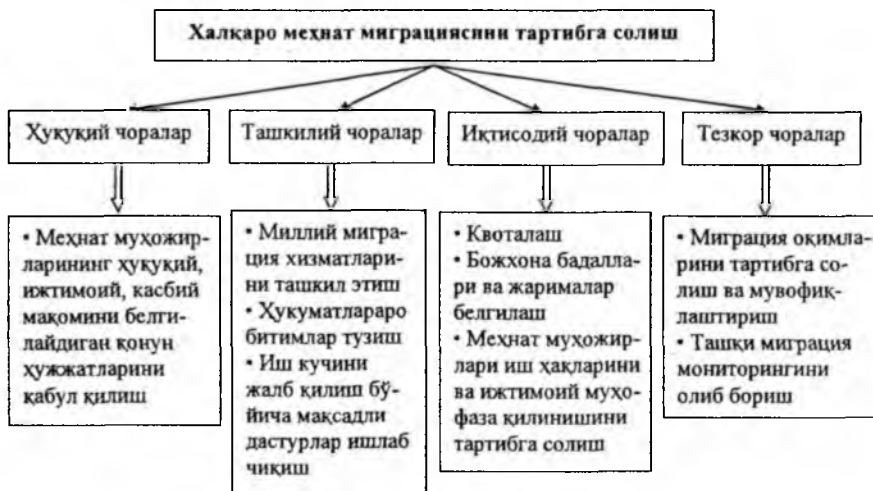 Халқаро меҳнат миграциясини тартибга солиш
Ҳуқуқий чоралар
Ташкилий чоралар
Иқтисодий чоралар
Тезкор чоралар
• Меҳнат муҳожир-
ларининг ҳуқуқий,
ижтимоий, касбий
мақомини белги-
лайдиган қонун
ҳужжатларини
қабул қилиш
• Миллий мигра-
ция хизматлари-
ни ташкил этиш
• Ҳукуматлараро
битимлар тузиш
• Иш кучини
жалб қилиш бў-
йича мақсадли
дастурлар ишлаб
чиқиш
• Квоталаш
• Божхона бадалла-
ри ва жарималар
белгилаш
• Меҳнат муҳожир-
лари иш ҳақларини
ва ижтимоий муҳо-
фаза қилинишини
тартибга солиш
• Миграция оқимла-
рини тартибга со-
лиш ва мувофиқ-
лаштириш
• Ташқи миграция
мониторингини
олиб бориш